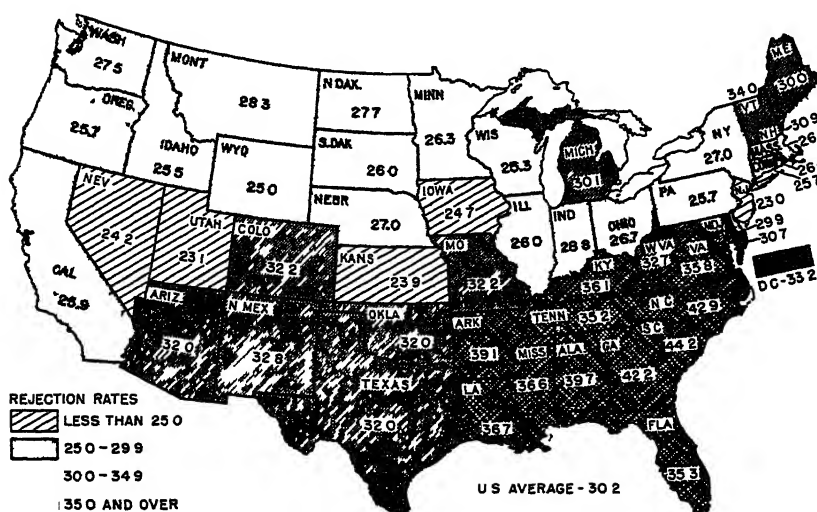 WASH
27.5
MONT
28.3
N DAK.
27.7
MINN
26.3
ME
30.0
34.0
VT
OREG.
25.7
IDAHO
25.5
WYO
25.0
S.DAK
26.0
WIS
MICH
30.1
NY
27.0
NH
30.9
MASS
NEV
24.2
UTAH
23.1
COLO
32.2
NEBR
27.0
IOWA
24.7
ILL
26.0
IND
28.8
OHIO
26.7
PA
25.7
N.J.
23.0
29.9
30.7
MD.
DC-33.2
CAL
25.9
KANS
23.9
MO
32.2
KY
36.1
W VA
32.7
VA
35.8
ARIZ
32.0
N MEX
32.8
OKLA
32.0
ARK
39.1
TENN
35.2
N C
42.9
S C
44.2
TEXAS
32.0
LA
36.7
MISS
36.6
ALA.
39.7
GA
42.2
FLA
35.3
REJECTION RATES
LESS THAN 25 0
25 0 - 29 9
30 0 - 34 9
35 0 AND OVER
U S AVERAGE - 30 2